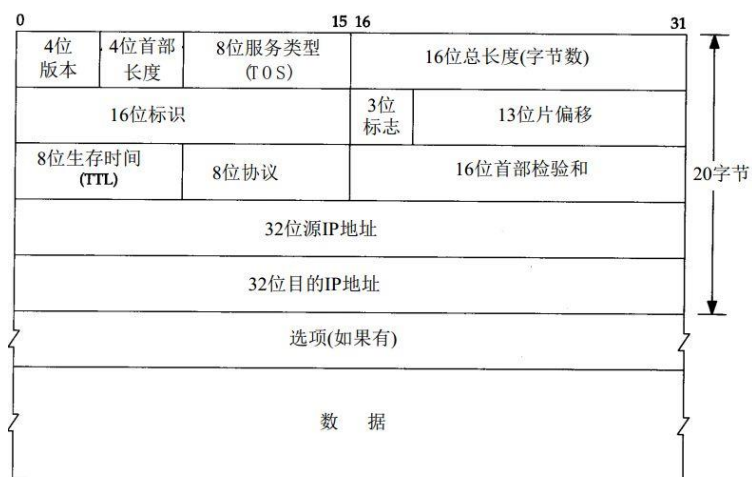 0 15 16 31
4位版本 4位首部长度 8位服务类型(TOS) 16位总长度(字节数)
16位标识 3位标志 13位片偏移
8位生存时间(TTL) 8位协议 16位首部检验和
20字节
32位源IP地址
32位目的IP地址
选项(如果有)
数 据